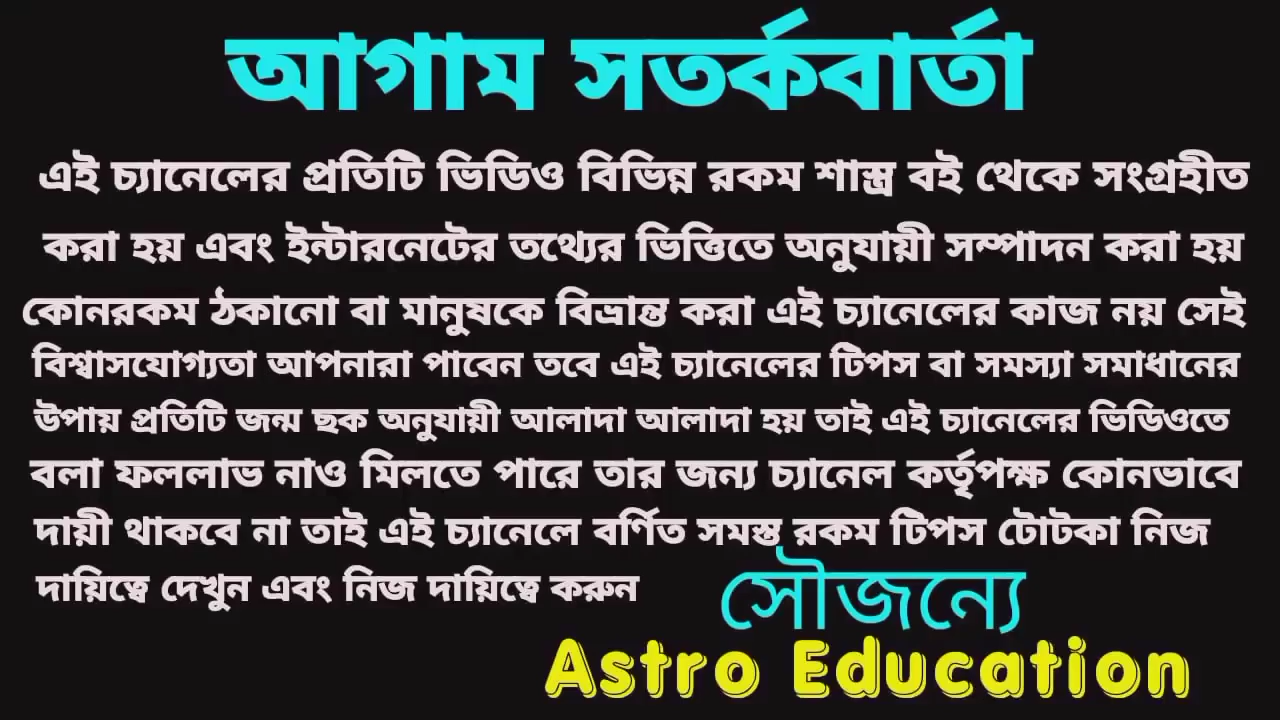 আগাম সতর্কবার্তা
এই চ্যানেলের প্রতিটি ভিডিও বিভিন্ন রকম শাস্ত্র বই থেকে সংগ্রহীত
করা হয় এবং ইন্টারনেটের তথ্যের ভিত্তিতে অনুযায়ী সম্পাদন করা হয়
কোনরকম ঠকানো বা মানুষকে বিভ্রান্ত করা এই চ্যানেলের কাজ নয় সেই
বিশ্বাসযোগ্যতা আপনারা পাবেন তবে এই চ্যানেলের টিপস বা সমস্যা সমাধানের
উপায় প্রতিটি জন্ম ছক অনুযায়ী আলাদা আলাদা হয় তাই এই চ্যানেলের ভিডিওতে
বলা ফললাভ নাও মিলতে পারে তার জন্য চ্যানেল কর্তৃপক্ষ কোনভাবে
দায়ী থাকবে না তাই এই চ্যানেলে বর্ণিত সমস্ত রকম টিপস টোটকা নিজ
দায়িত্বে দেখুন এবং নিজ দায়িত্বে করুন
সৌজন্যে
Astro Education